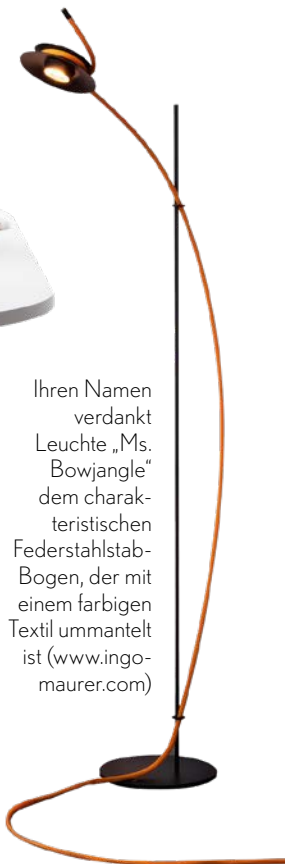 Ihren Namen
verdankt
Leuchte „Ms.
Bowjangle“
dem charak-
teristischen
Federstahlstab-
Bogen, der mit
einem farbigen
Textil ummantelt
ist (www.ingo-
maurer.com)